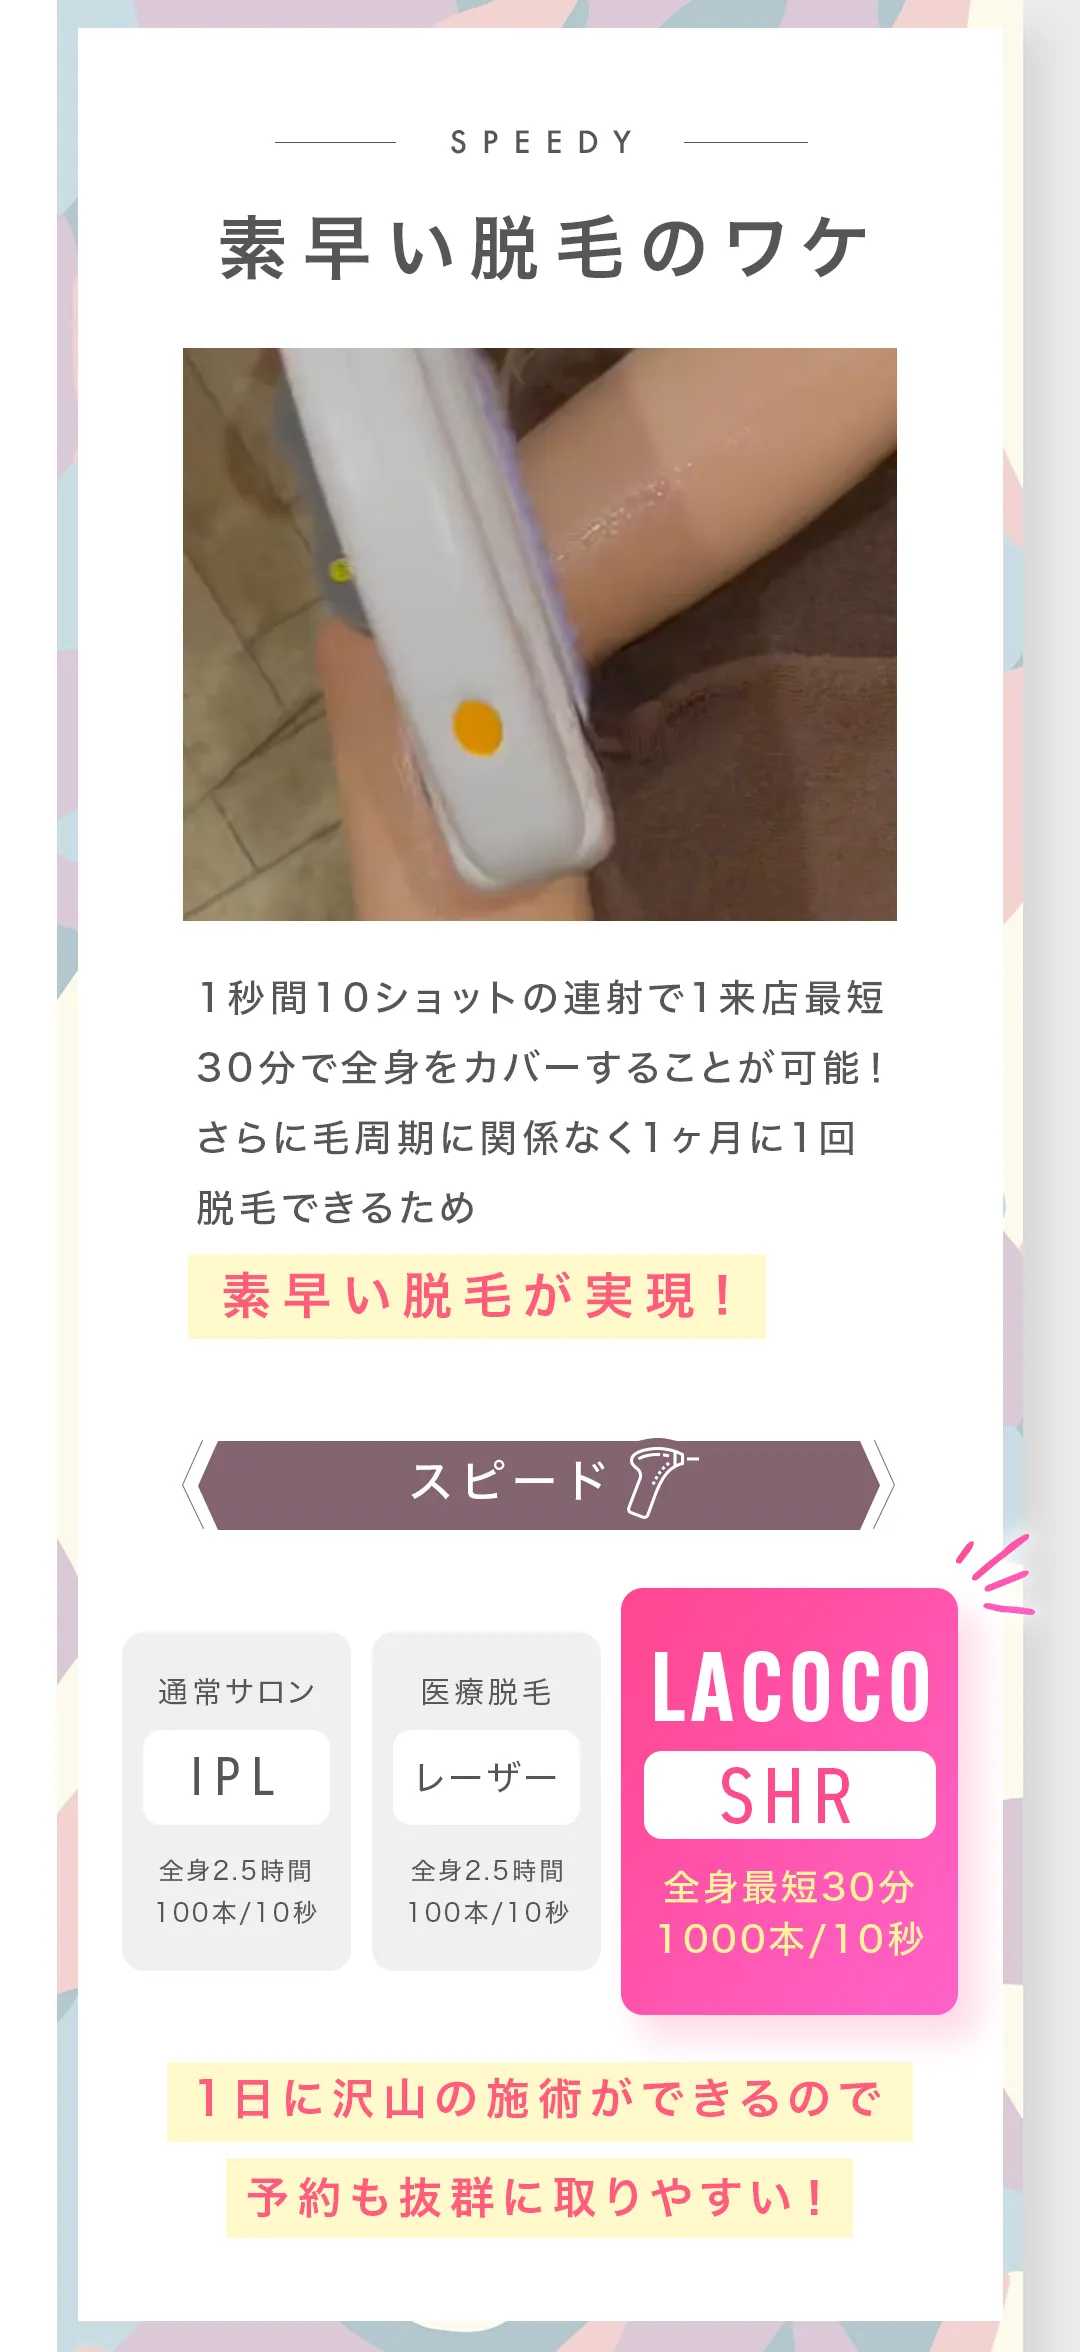 SPEEDY
素早い脱毛のワケ
1秒間10ショットの連射で1来店最短
30分で全身をカバーすることが可能！
さらに毛周期に関係なく1ヶ月に1回
脱毛できるため
素早い脱毛が実現！
スピード
通常サロン
IPL
全身2.5時間
100本/10秒
医療脱毛
レーザー
全身2.5時間
100本/10秒
LACOCO
SHR
全身最短30分
1000本/10秒
1日に沢山の施術ができるので
予約も抜群に取りやすい！